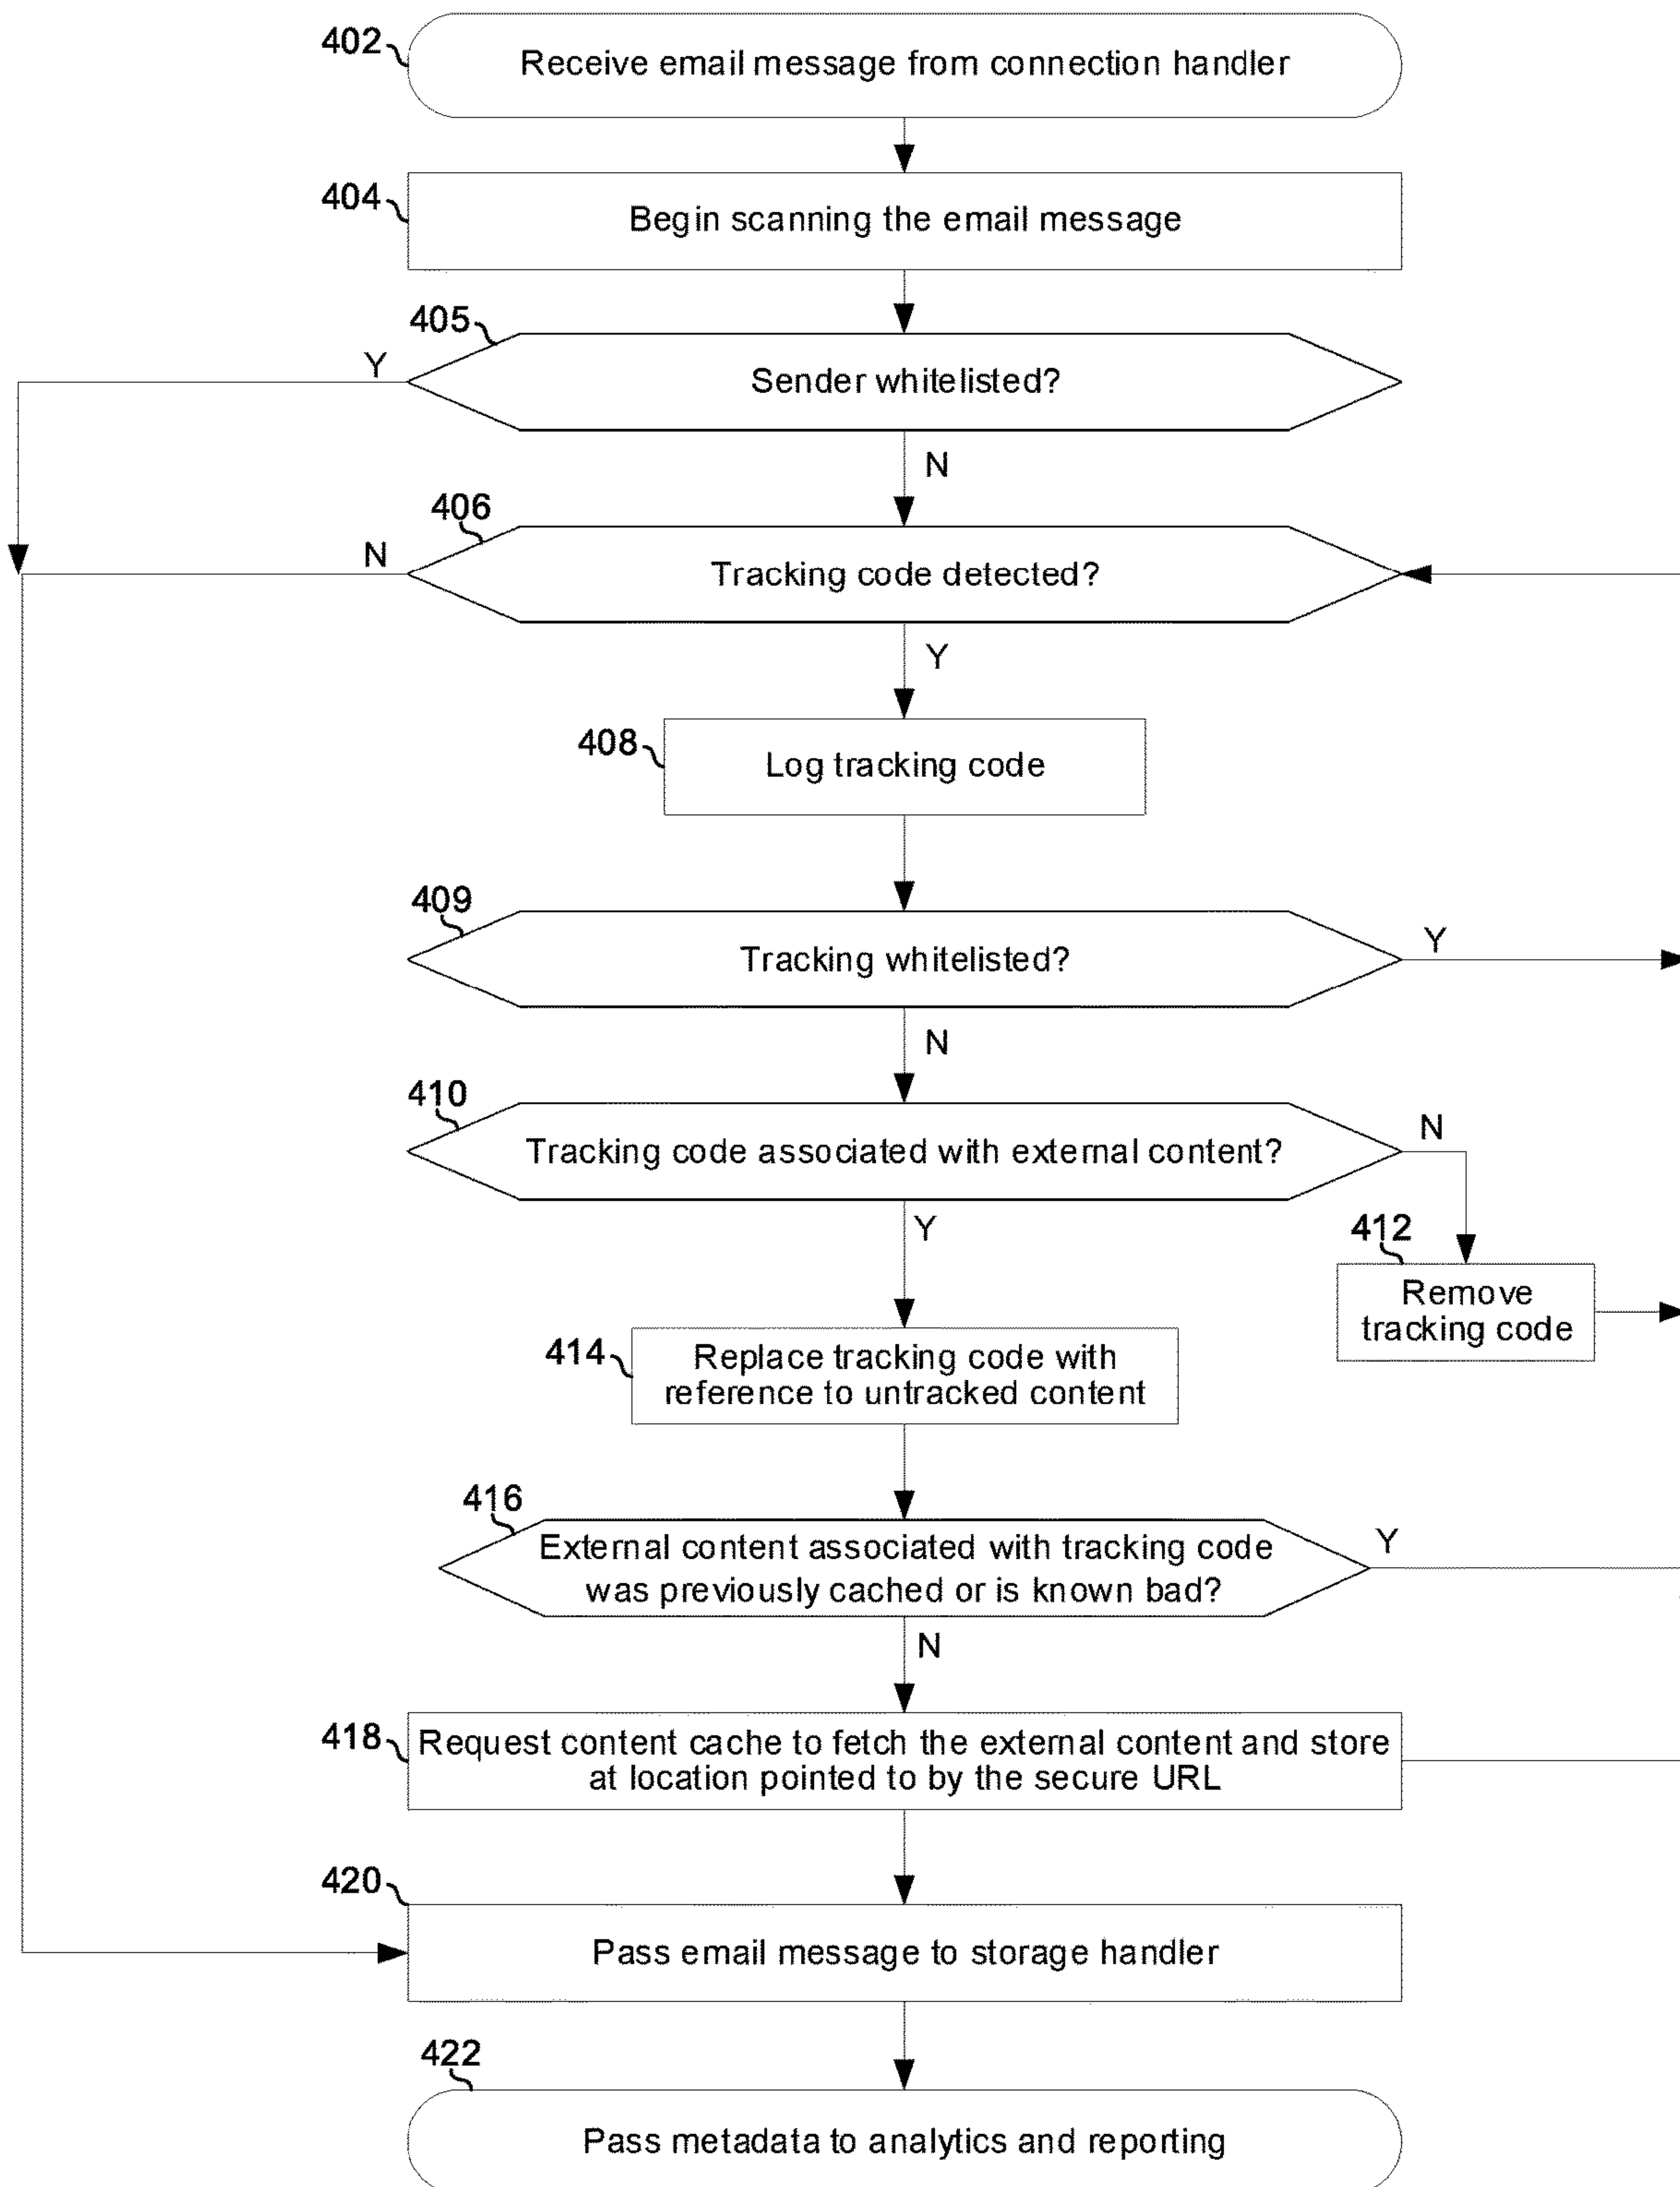 402
Receive email message from connection handler
404
Begin scanning the email message
405
Y
Sender whitelisted?
N
406
N
Tracking code detected?
Y
408
Log tracking code
409
Tracking whitelisted?
Y
N
410
Tracking code associated with external content?
N
Y
412
Remove
tracking code
414
Replace tracking code with
reference to untracked content
416
External content associated with tracking code
was previously cached or is known bad?
Y
N
418
Request content cache to fetch the external content and store
at location pointed to by the secure URL
420
Pass email message to storage handler
422
Pass metadata to analytics and reporting